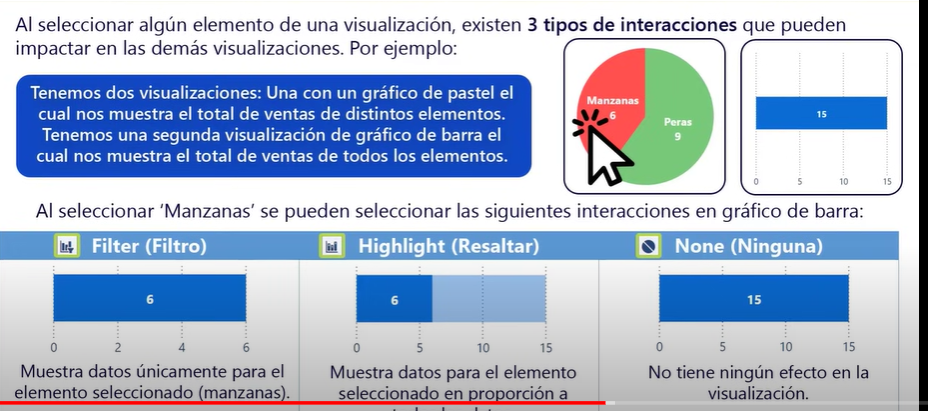 Al seleccionar algún elemento de una visualización, existen 3 tipos de interacciones que pueden
impactar en las demás visualizaciones. Por ejemplo:
Tenemos dos visualizaciones: Una con un gráfico de pastel el
cual nos muestra el total de ventas de distintos elementos.
Tenemos una segunda visualización de gráfico de barra el
cual nos muestra el total de ventas de todos los elementos.
Manzanas
6
Peras
9
15
0 5 10 15
Al seleccionar ‘Manzanas’ se pueden seleccionar las siguientes interacciones en gráfico de barra:
Filter (Filtro)
6
0 2 4 6
Muestra datos únicamente para el
elemento seleccionado (manzanas).
Highlight (Resaltar)
6
0 5 10 15
Muestra datos para el elemento
seleccionado en proporción a
None (Ninguna)
15
0 5 10 15
No tiene ningún efecto en la
visualización.